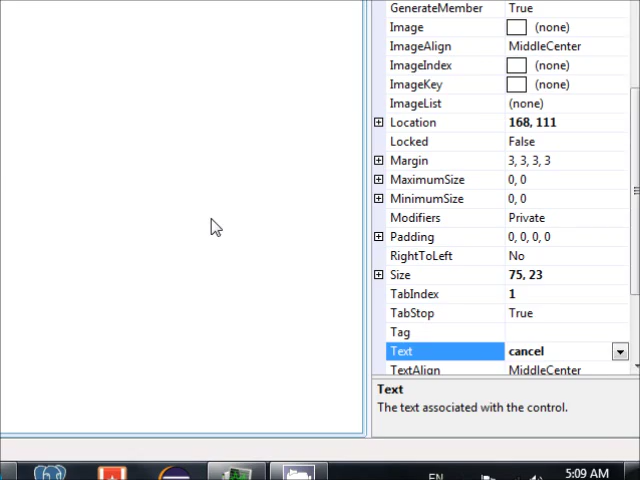 GenerateMember True
Image (none)
ImageAlign MiddleCenter
ImageIndex (none)
ImageKey (none)
ImageList (none)
Location 168, 111
Locked False
Margin 3, 3, 3, 3
MaximumSize 0, 0
MinimumSize 0, 0
Modifiers Private
Padding 0, 0, 0, 0
RightToLeft No
Size 75, 23
TabIndex 1
TabStop True
Tag
Text cancel
TextAlign MiddleCenter
Text
The text associated with the control.
EN 5:09 AM